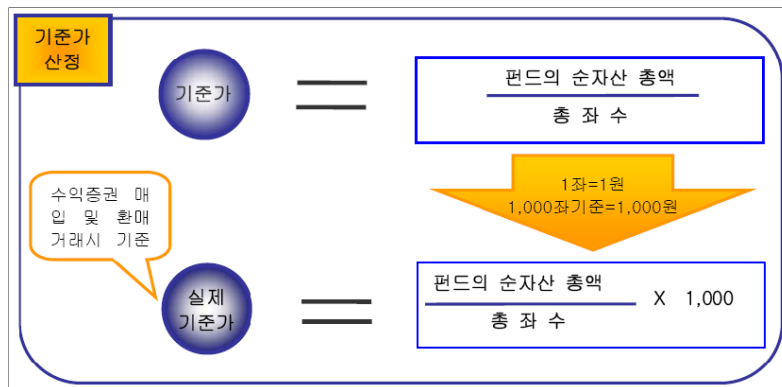 기준가
산정
기준가
펀드의 순자산 총액
총 좌 수
1좌=1원
1,000좌기준=1,000원
수익증권 매
입 및 환매
거래시 기준
실제
기준가
펀드의 순자산 총액
총 좌 수
X 1,000